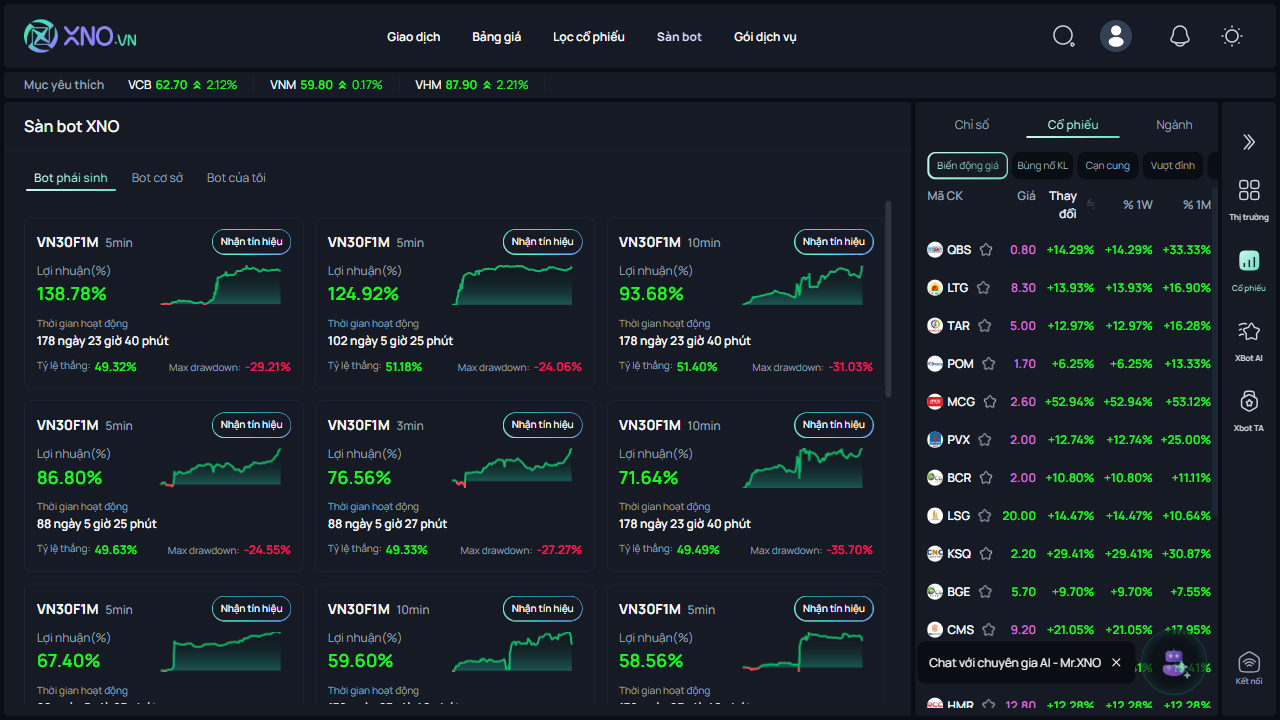 XNO.VN
Giao dịch
Bảng giá
Lọc cổ phiếu
Sàn bot
Gói dịch vụ
Mục yêu thích
VCB 62.70 2.12%
VNM 59.80 0.17%
VHM 87.90 2.21%
Sàn bot XNO
Bot phái sinh
Bot cơ sở
Bot của tôi
VN30F1M 5min
Nhận tín hiệu
Lợi nhuận(%)
138.78%
Thời gian hoạt động
178 ngày 23 giờ 40 phút
Tỷ lệ thắng: 49.32%
Max drawdown: -29.21%
VN30F1M 5min
Nhận tín hiệu
Lợi nhuận(%)
124.92%
Thời gian hoạt động
102 ngày 5 giờ 25 phút
Tỷ lệ thắng: 51.18%
Max drawdown: -24.06%
VN30F1M 10min
Nhận tín hiệu
Lợi nhuận(%)
93.68%
Thời gian hoạt động
178 ngày 23 giờ 40 phút
Tỷ lệ thắng: 51.40%
Max drawdown: -31.03%
VN30F1M 5min
Nhận tín hiệu
Lợi nhuận(%)
86.80%
Thời gian hoạt động
88 ngày 5 giờ 25 phút
Tỷ lệ thắng: 49.63%
Max drawdown: -24.55%
VN30F1M 3min
Nhận tín hiệu
Lợi nhuận(%)
76.56%
Thời gian hoạt động
88 ngày 5 giờ 27 phút
Tỷ lệ thắng: 49.33%
Max drawdown: -27.27%
VN30F1M 10min
Nhận tín hiệu
Lợi nhuận(%)
71.64%
Thời gian hoạt động
178 ngày 23 giờ 40 phút
Tỷ lệ thắng: 49.49%
Max drawdown: -35.70%
VN30F1M 5min
Nhận tín hiệu
Lợi nhuận(%)
67.40%
Thời gian hoạt động
VN30F1M 10min
Nhận tín hiệu
Lợi nhuận(%)
59.60%
Thời gian hoạt động
VN30F1M 5min
Nhận tín hiệu
Lợi nhuận(%)
58.56%
Thời gian hoạt động
Chỉ số
Cổ phiếu
Ngành
Biến động giá
Bùng nổ KL
Cạn cung
Vượt đỉnh
Mã CK Giá Thay đổi % 1W % 1M
QBS 0.80 +14.29% +14.29% +33.33%
LTG 8.30 +13.93% +13.93% +16.90%
TAR 5.00 +12.97% +12.97% +16.28%
POM 1.70 +6.25% +6.25% +13.33%
MCG 2.60 +52.94% +52.94% +53.12%
PVX 2.00 +12.74% +12.74% +25.00%
BCR 2.00 +10.80% +10.80% +11.11%
LSG 20.00 +14.47% +14.47% +10.64%
KSQ 2.20 +29.41% +29.41% +30.87%
BGE 5.70 +9.70% +9.70% +7.55%
CMS 9.20 +21.05% +21.05% +17.95%
Chat với chuyên gia AI - Mr.XNO
HMR 12.80 +12.28% +12.28% +12.28%
Thị trường
Cổ phiếu
XBot AI
Xbot TA
Kết nối